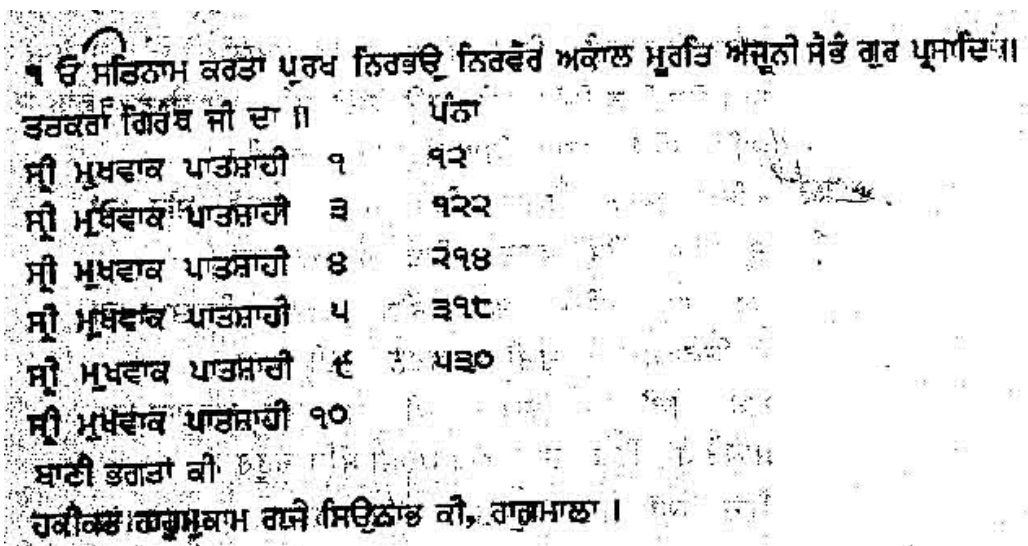 ੧ ਓ ਸਤਿਨਾਮ ਕਰਤਾ ਪੁਰਖ ਨਿਰਭਉ ਨਿਰਵੈਰ ਅਕਾਲ ਮੂਰਤਿ ਅਜੂਨੀ ਸੈਭੰ ਗੁਰ ਪ੍ਰਸਾਦਿ ॥
ਤਤਕਰਾ ਗਿਰੰਥ ਜੀ ਦਾ ॥ ਪੰਨਾ
ਸ੍ਰੀ ਮੁਖਵਾਕ ਪਾਤਸ਼ਾਹੀ ੧ ੧੨
ਸ੍ਰੀ ਮੁਖਵਾਕ ਪਾਤਸ਼ਾਹੀ ੩ ੧੨੨
ਸ੍ਰੀ ਮੁਖਵਾਕ ਪਾਤਸ਼ਾਹੀ ੪ ੨੧੪
ਸ੍ਰੀ ਮੁਖਵਾਕ ਪਾਤਸ਼ਾਹੀ ੫ ੩੧੮
ਸ੍ਰੀ ਮੁਖਵਾਕ ਪਾਤਸ਼ਾਹੀ ੯ ੫੩੦
ਸ੍ਰੀ ਮੁਖਵਾਕ ਪਾਤਸ਼ਾਹੀ ੧੦
ਬਾਣੀ ਭਗਤਾਂ ਕੀ
ਹਕੀਕਤ ਰਾਹੁਮੁਕਾਮ ਰਾਜੇ ਸਿਉਨਾਭ ਕੀ, ਰਾਗਮਾਲਾ ।